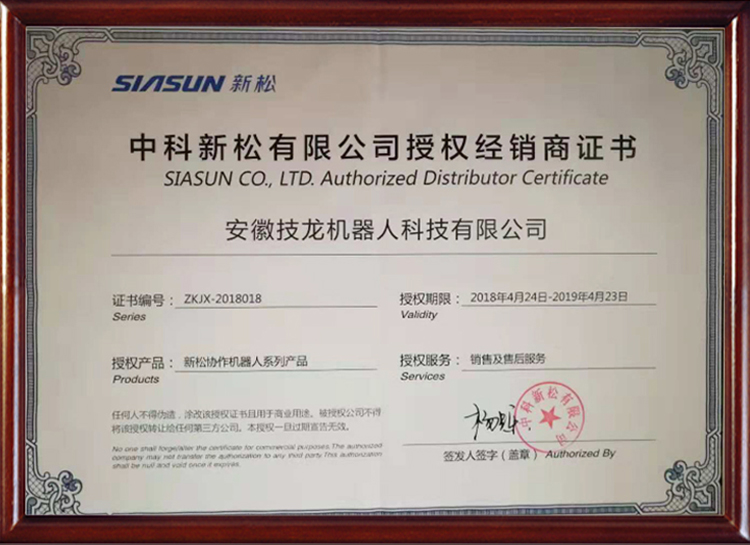 SIASUN 新松
中科新松有限公司授权经销商证书
SIASUN CO., LTD. Authorized Distributor Certificate
安徽技龙机器人科技有限公司
证书编号： ZKJX-2018018
Series
授权期限： 2018年4月24日-2019年4月23日
Validity
授权产品： 新松协作机器人系列产品
Products
授权服务： 销售及售后服务
Services
任何人不得伪造，涂改该授权证书目用于商业用途。被授权公司不得
将该授权转让给任何第三方公司。本授权一旦过期宣告无效。
No one shall forge/alter the certificate for commercial purposes.The authorized
company may not transfer the authorization to any third party.This authorization
shall be null and void once it expires.
中科新松有限公司
签发人签字（盖章） Authorized By